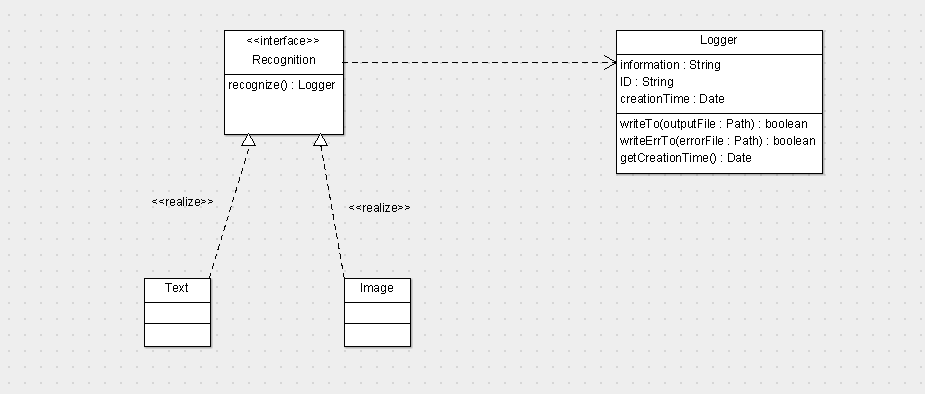 <<interface>>
Recognition
recognize() : Logger
Logger
information : String
ID : String
creationTime : Date
writeTo(outputFile : Path) : boolean
writeErrTo(errorFile : Path) : boolean
getCreationTime() : Date
<<realize>>
<<realize>>
Text
Image